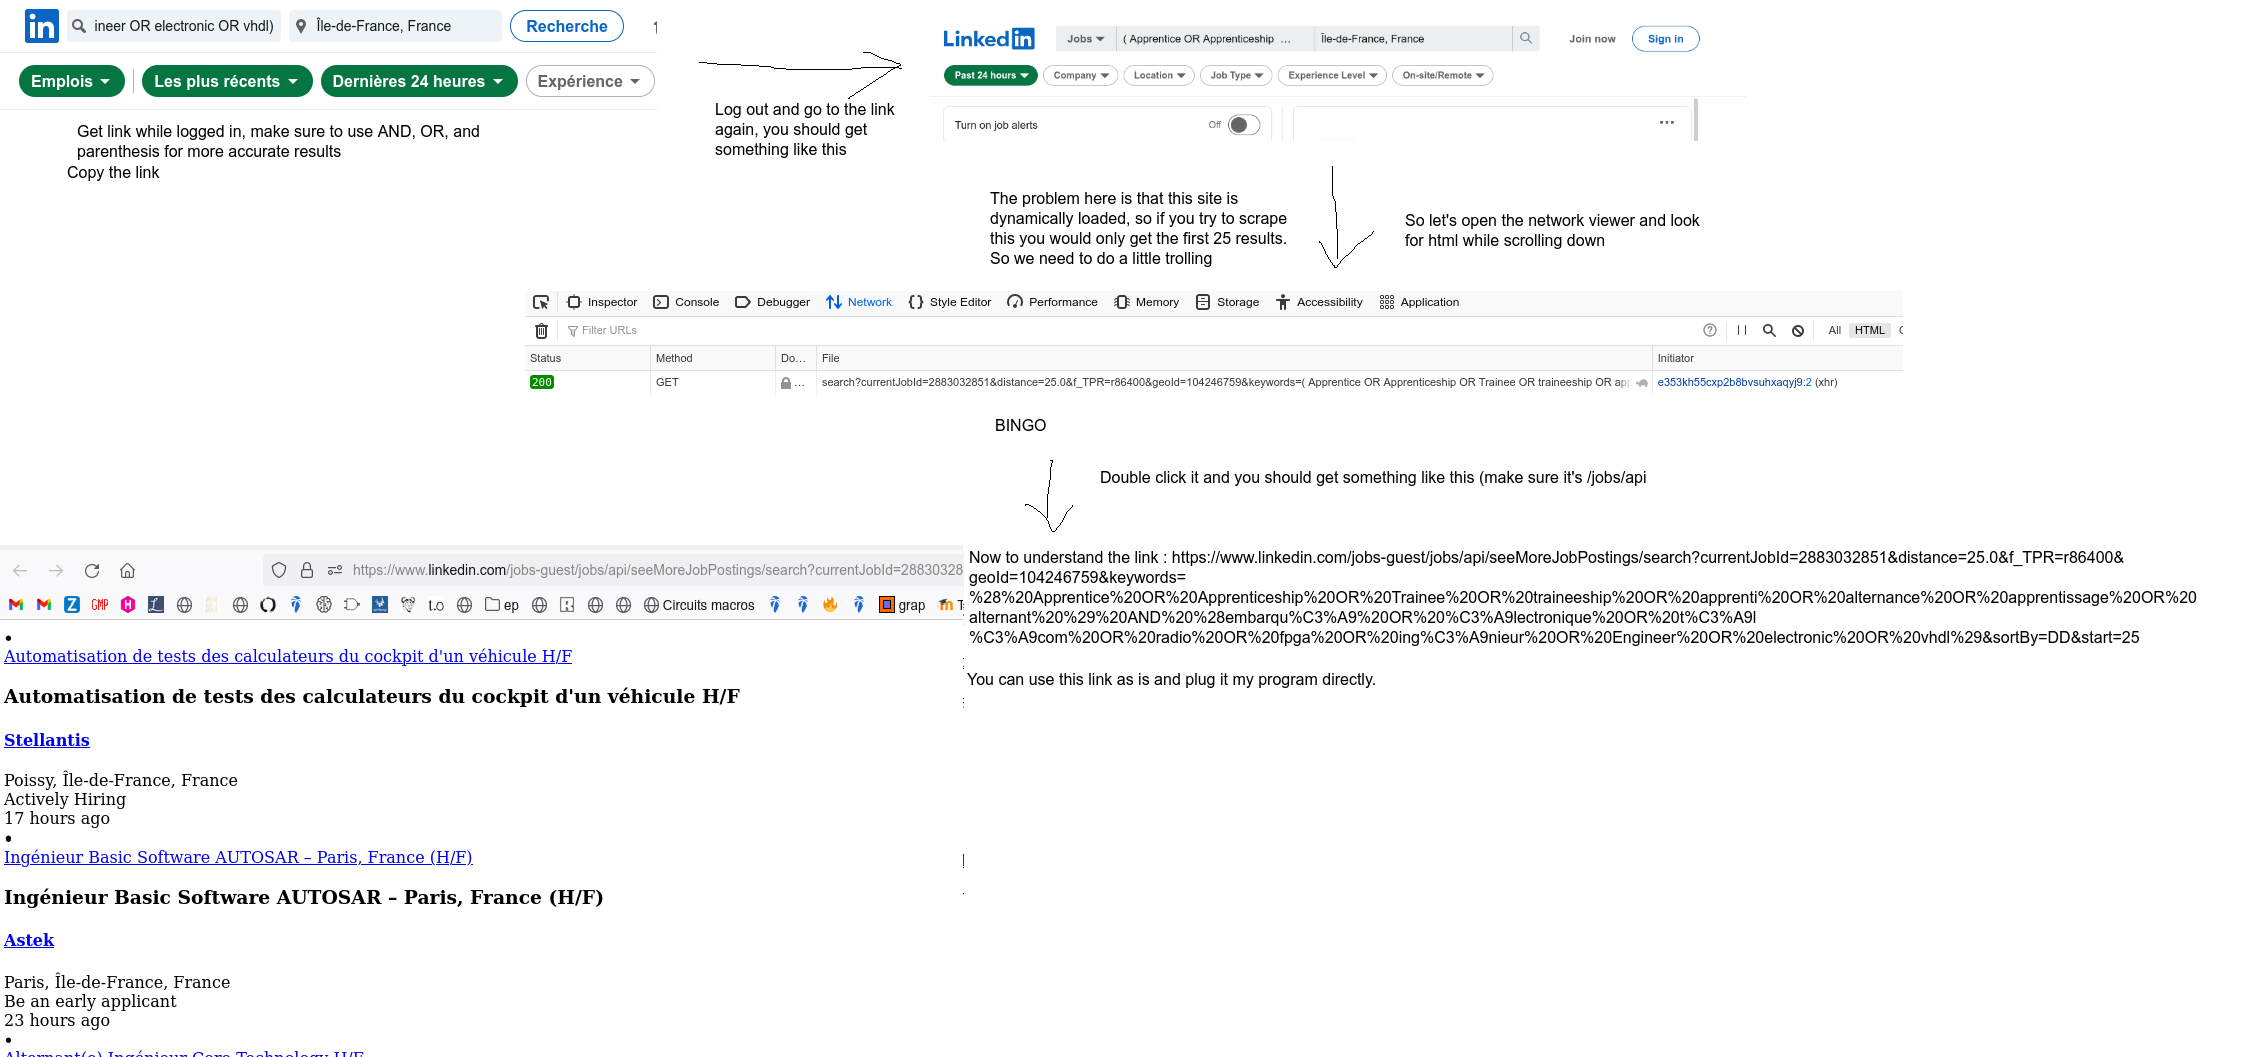 in
ineer OR electronic OR vhdl)
Île-de-France, France
Recherche
Emplois
Les plus récents
Dernières 24 heures
Expérience
Get link while logged in, make sure to use AND, OR, and
parenthesis for more accurate results
Copy the link
Log out and go to the link
again, you should get
something like this
Linkedin
Jobs
( Apprentice OR Apprenticeship ...
Île-de-France, France
Join now
Sign in
Past 24 hours
Company
Location
Job Type
Experience Level
On-site/Remote
Turn on job alerts
Off
The problem here is that this site is
dynamically loaded, so if you try to scrape
this you would only get the first 25 results.
So we need to do a little trolling
So let's open the network viewer and look
for html while scrolling down
Inspector
Console
Debugger
Network
Style Editor
Performance
Memory
Storage
Accessibility
Application
Filter URLs
All
HTML
Status
Method
Do...
File
Initiator
200
GET
...
search?currentJobId=2883032851&distance=25.0&f_TPR=r86400&geoId=104246759&keywords=( Apprentice OR Apprenticeship OR Trainee OR traineeship OR app
e353kh55cxp2b8bvsuhxaqyj9:2 (xhr)
BINGO
Double click it and you should get something like this (make sure it's /jobs/api
https://www.linkedin.com/jobs-guest/jobs/api/seeMoreJobPostings/search?currentJobId=28830328
GMP
t.o
ep
Circuits macros
grap
Automatisation de tests des calculateurs du cockpit d'un véhicule H/F
Automatisation de tests des calculateurs du cockpit d'un véhicule H/F
Stellantis
Poissy, Île-de-France, France
Actively Hiring
17 hours ago
Ingénieur Basic Software AUTOSAR – Paris, France (H/F)
Ingénieur Basic Software AUTOSAR – Paris, France (H/F)
Astek
Paris, Île-de-France, France
Be an early applicant
23 hours ago
Alternant(e) Ingénieur Core Technology H/F
Now to understand the link : https://www.linkedin.com/jobs-guest/jobs/api/seeMoreJobPostings/search?currentJobId=2883032851&distance=25.0&f_TPR=r86400&
geoId=104246759&keywords=
%28%20Apprentice%20OR%20Apprenticeship%20OR%20Trainee%20OR%20traineeship%20OR%20apprenti%20OR%20alternance%20OR%20apprentissage%20OR%20
alternant%20%29%20AND%20%28embarqu%C3%A9%20OR%20%C3%A9lectronique%20OR%20t%C3%A9l
%C3%A9com%20OR%20radio%20OR%20fpga%20OR%20ing%C3%A9nieur%20OR%20Engineer%20OR%20electronic%20OR%20vhdl%29&sortBy=DD&start=25
You can use this link as is and plug it my program directly.